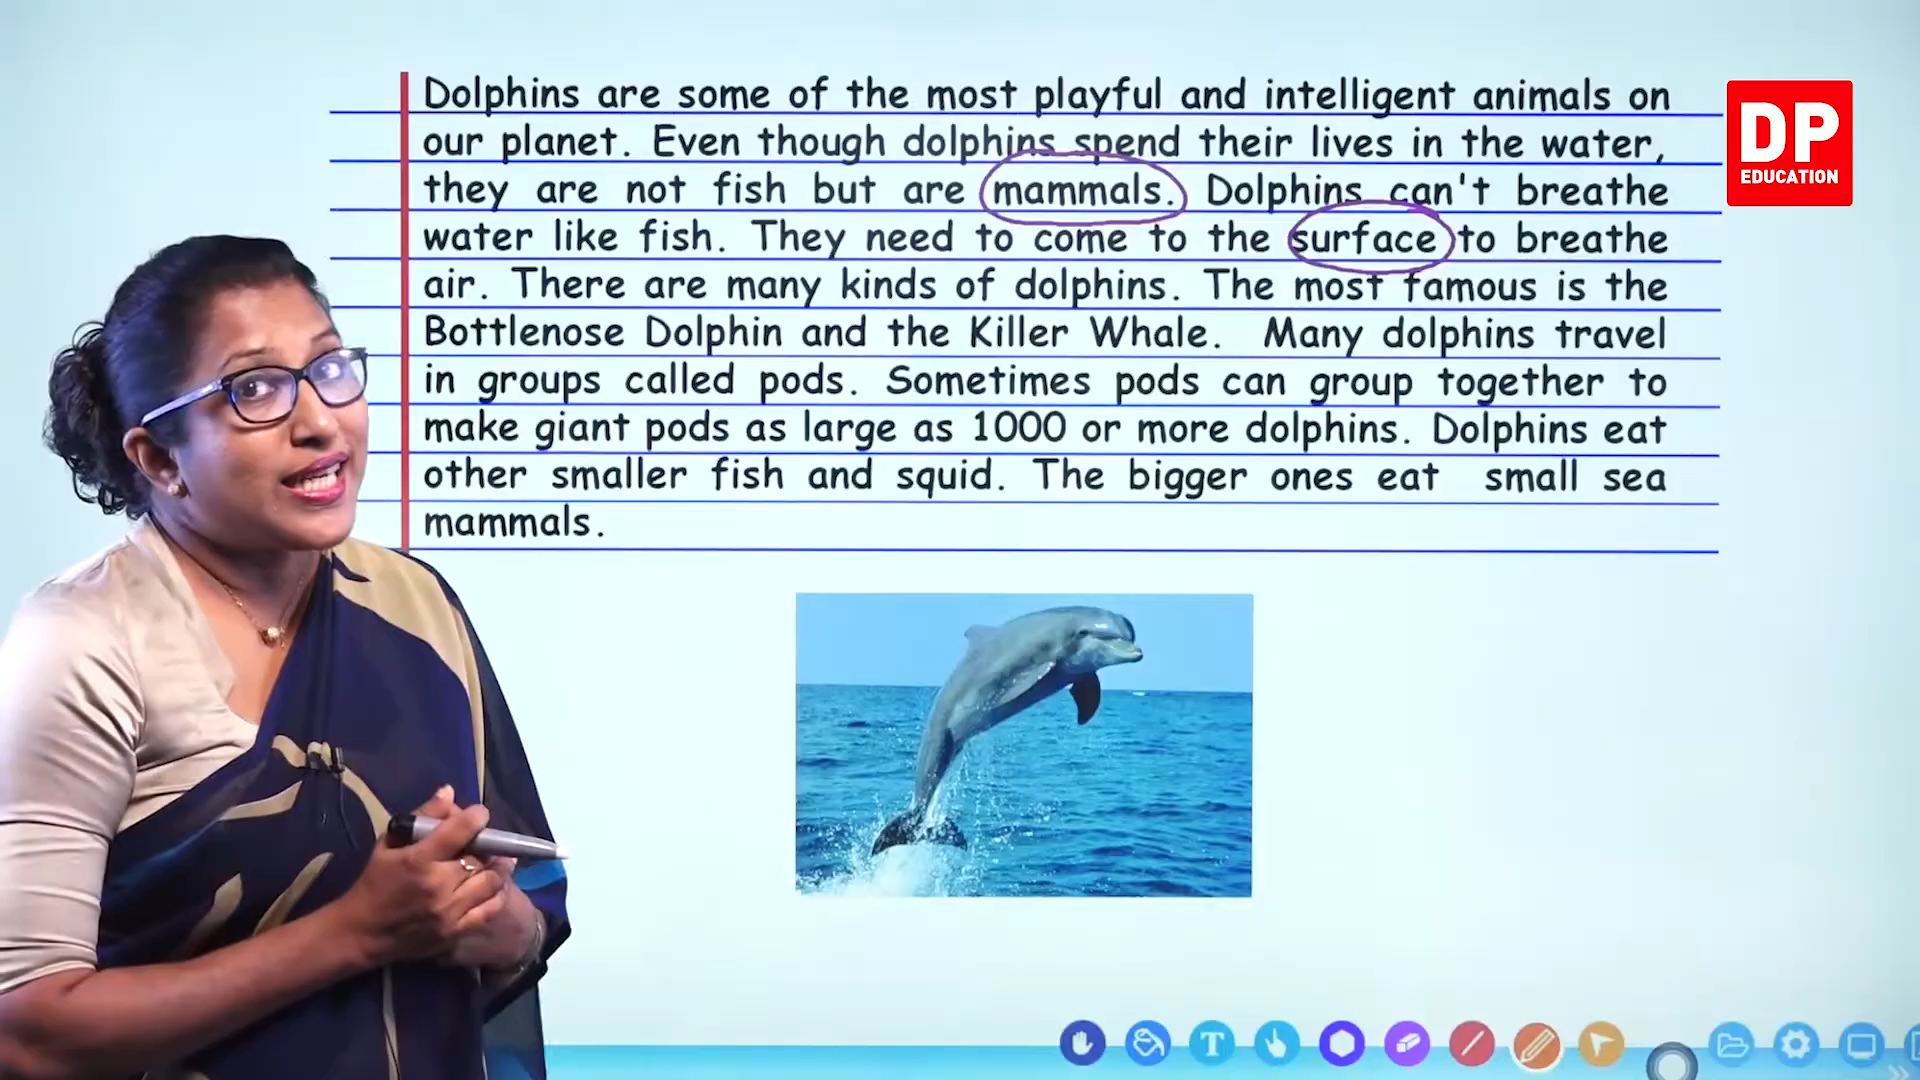 Dolphins are some of the most playful and intelligent animals on
our planet. Even though dolphins spend their lives in the water,
they are not fish but are mammals. Dolphins can't breathe
water like fish. They need to come to the surface to breathe
air. There are many kinds of dolphins. The most famous is the
Bottlenose Dolphin and the Killer Whale. Many dolphins travel
in groups called pods. Sometimes pods can group together to
make giant pods as large as 1000 or more dolphins. Dolphins eat
other smaller fish and squid. The bigger ones eat small sea
mammals.
DP
EDUCATION
T